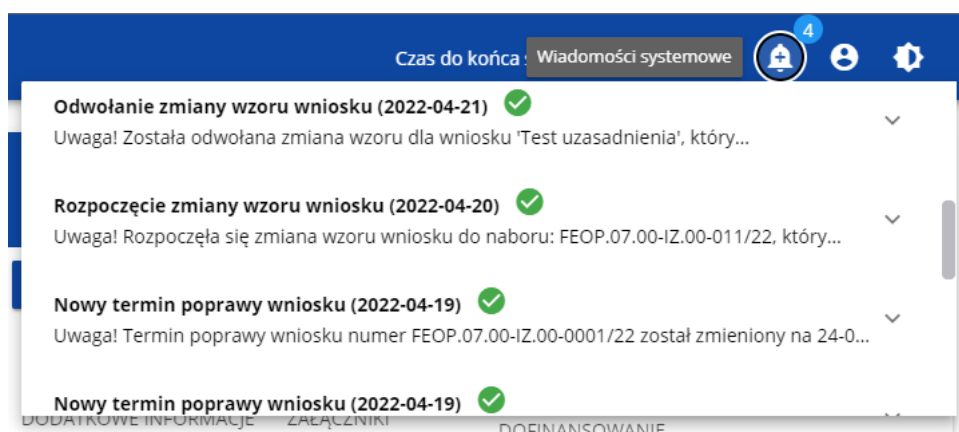 4
Czas do końca
Wiadomości systemowe
Odwołanie zmiany wzoru wniosku (2022-04-21)
Uwaga! Została odwołana zmiana wzoru dla wniosku 'Test uzasadnienia', który...
Rozpoczęcie zmiany wzoru wniosku (2022-04-20)
Uwaga! Rozpoczęła się zmiana wzoru wniosku do naboru: FEOP.07.00-IZ.00-011/22, który...
Nowy termin poprawy wniosku (2022-04-19)
Uwaga! Termin poprawy wniosku numer FEOP.07.00-IZ.00-0001/22 został zmieniony na 24-0...
Nowy termin poprawy wniosku (2022-04-19)
DODATKOWE INFORMACJE ZAŁĄCZNIKI
DOFINANSOWANIE